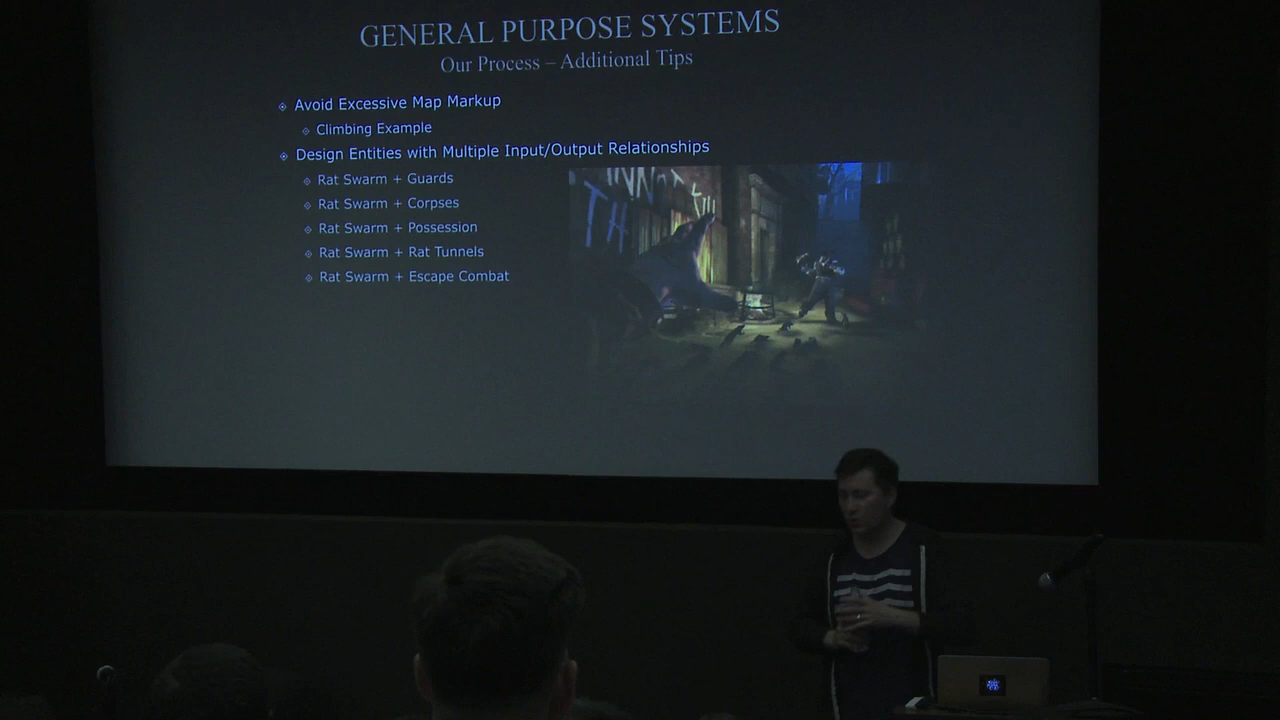 GENERAL PURPOSE SYSTEMS
Our Process – Additional Tips
Avoid Excessive Map Markup
Climbing Example
Design Entities with Multiple Input/Output Relationships
Rat Swarm + Guards
Rat Swarm + Corpses
Rat Swarm + Possession
Rat Swarm + Rat Tunnels
Rat Swarm + Escape Combat